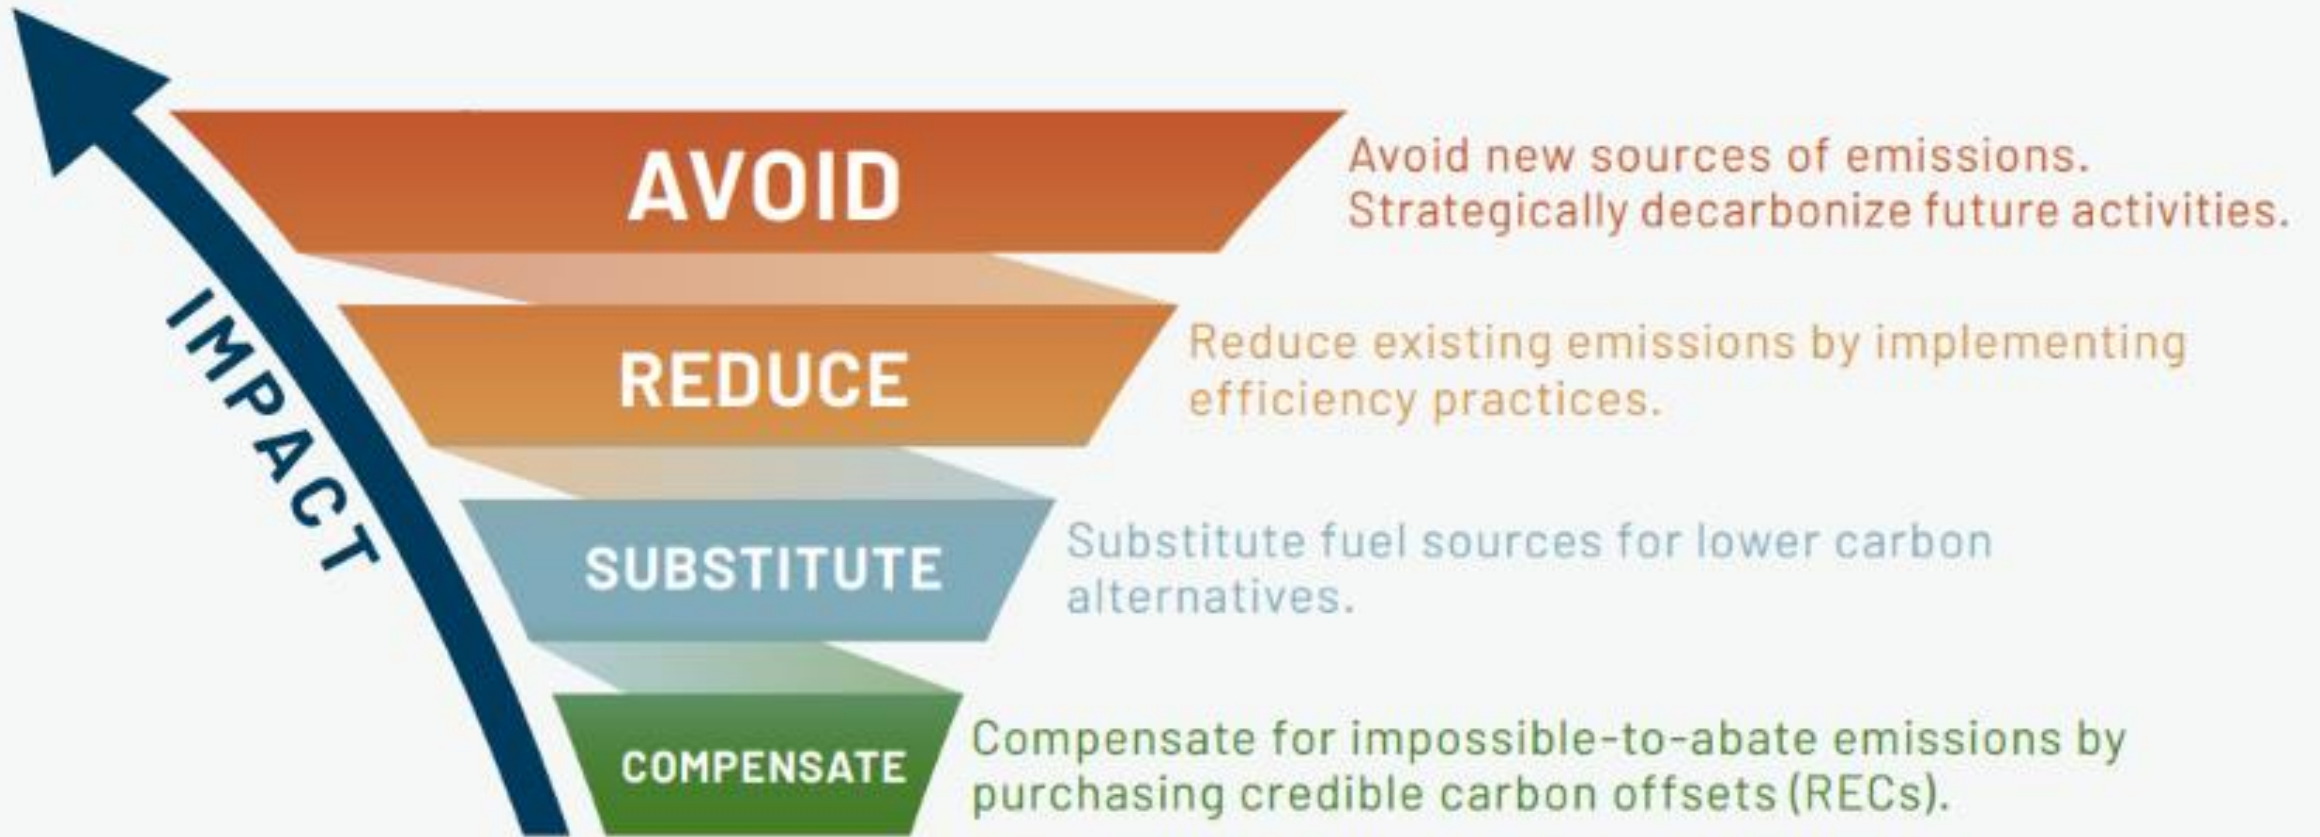 AVOID
Avoid new sources of emissions.
Strategically decarbonize future activities.
IMPACT
REDUCE
Reduce existing emissions by implementing
efficiency practices.
SUBSTITUTE
Substitute fuel sources for lower carbon
alternatives.
COMPENSATE
Compensate for impossible-to-abate emissions by
purchasing credible carbon offsets (RECs).